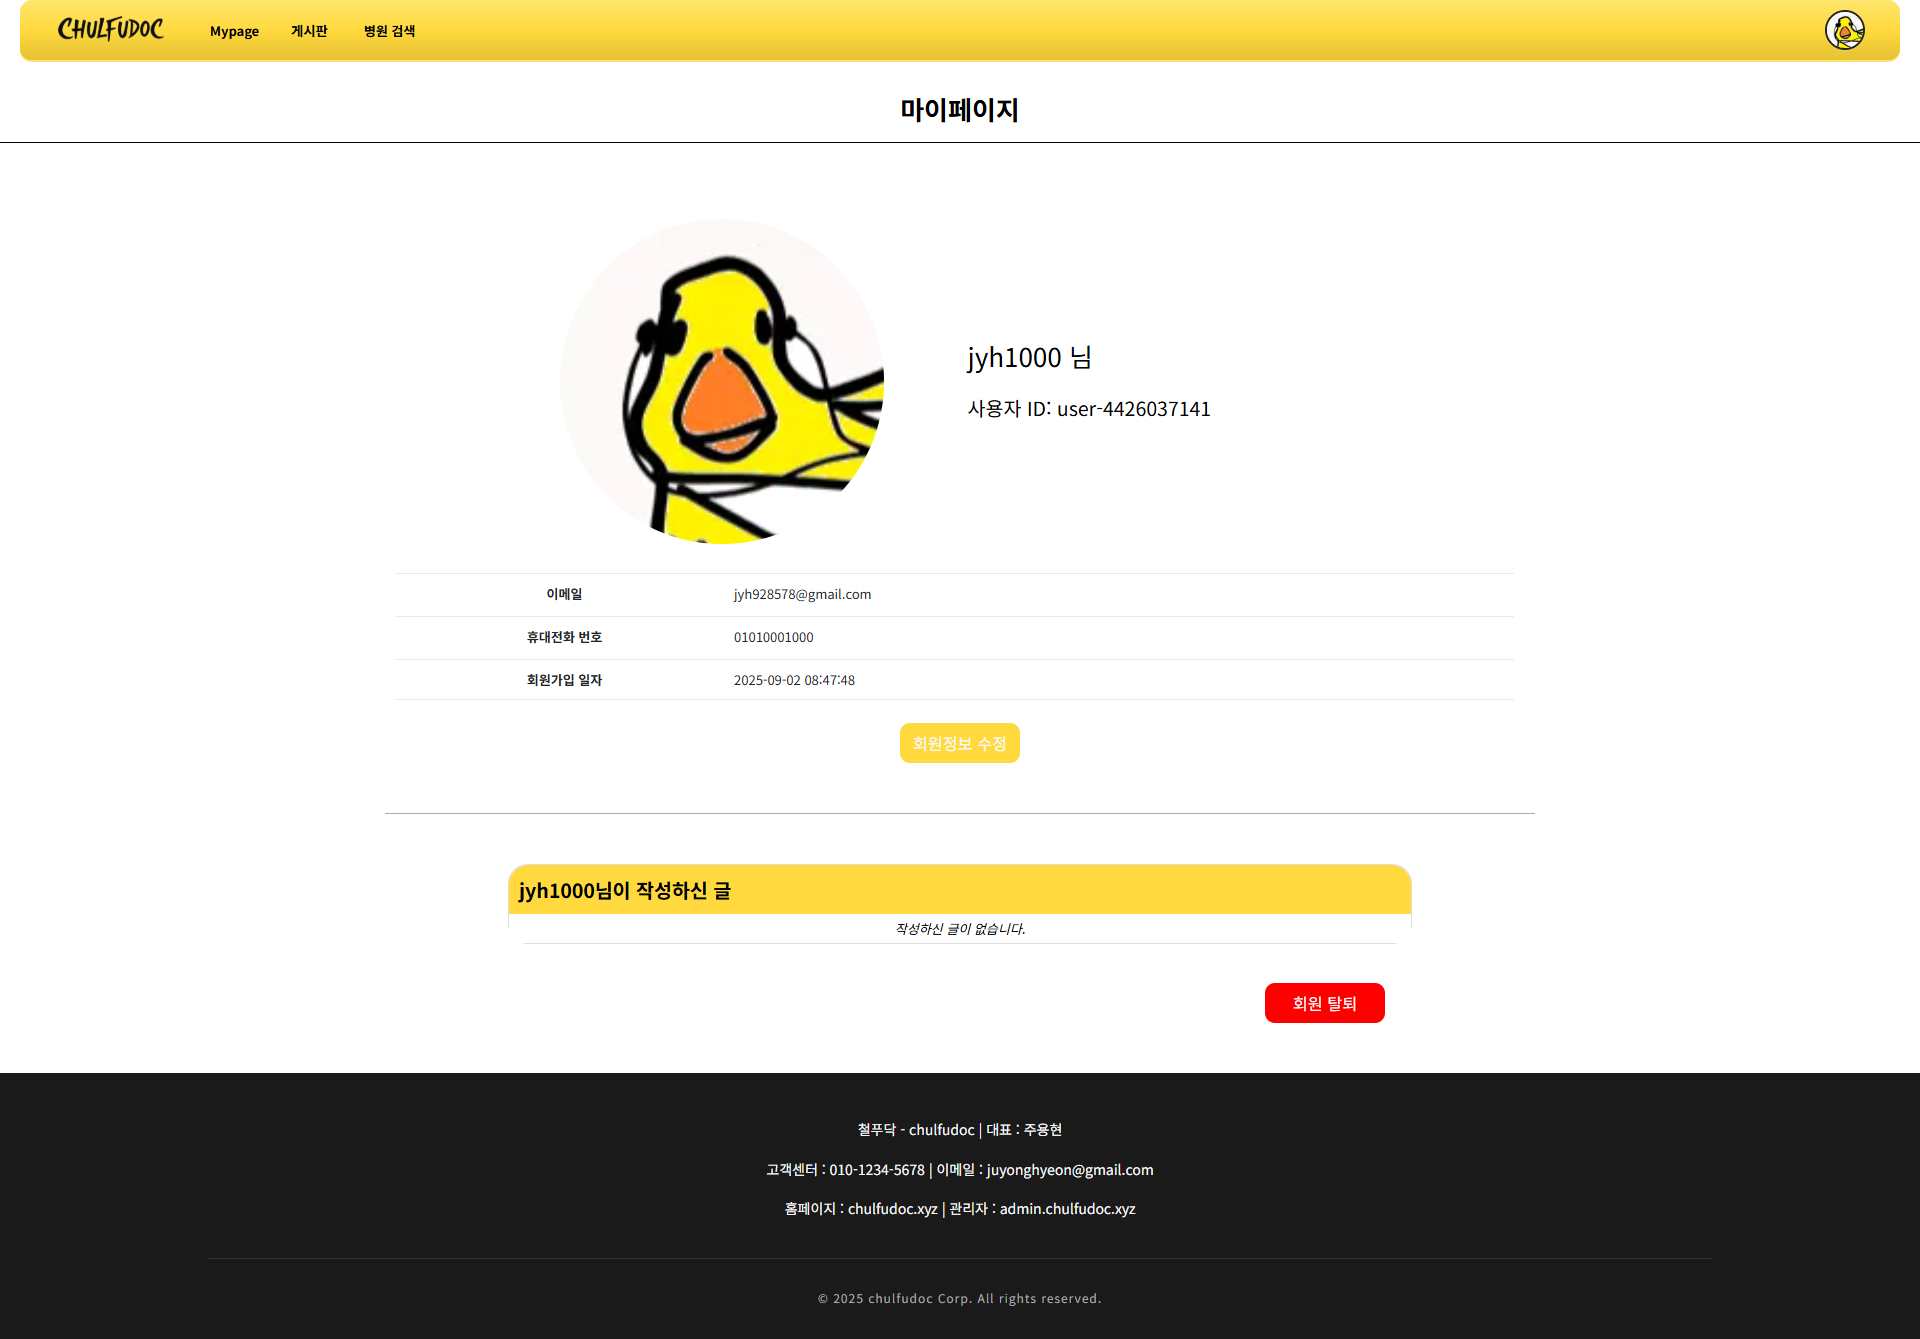 CHULFUDOC
Mypage 게시판 병원 검색
마이페이지
jyh1000 님
사용자 ID: user-4426037141
이메일 jyh928578@gmail.com
휴대전화 번호 01010001000
회원가입 일자 2025-09-02 08:47:48
회원정보 수정
jyh1000님이 작성하신 글
작성하신 글이 없습니다.
회원 탈퇴
철푸닥 - chulfudoc | 대표 : 주용현
고객센터 : 010-1234-5678 | 이메일 : juyonghyeon@gmail.com
홈페이지 : chulfudoc.xyz | 관리자 : admin.chulfudoc.xyz
© 2025 chulfudoc Corp. All rights reserved.